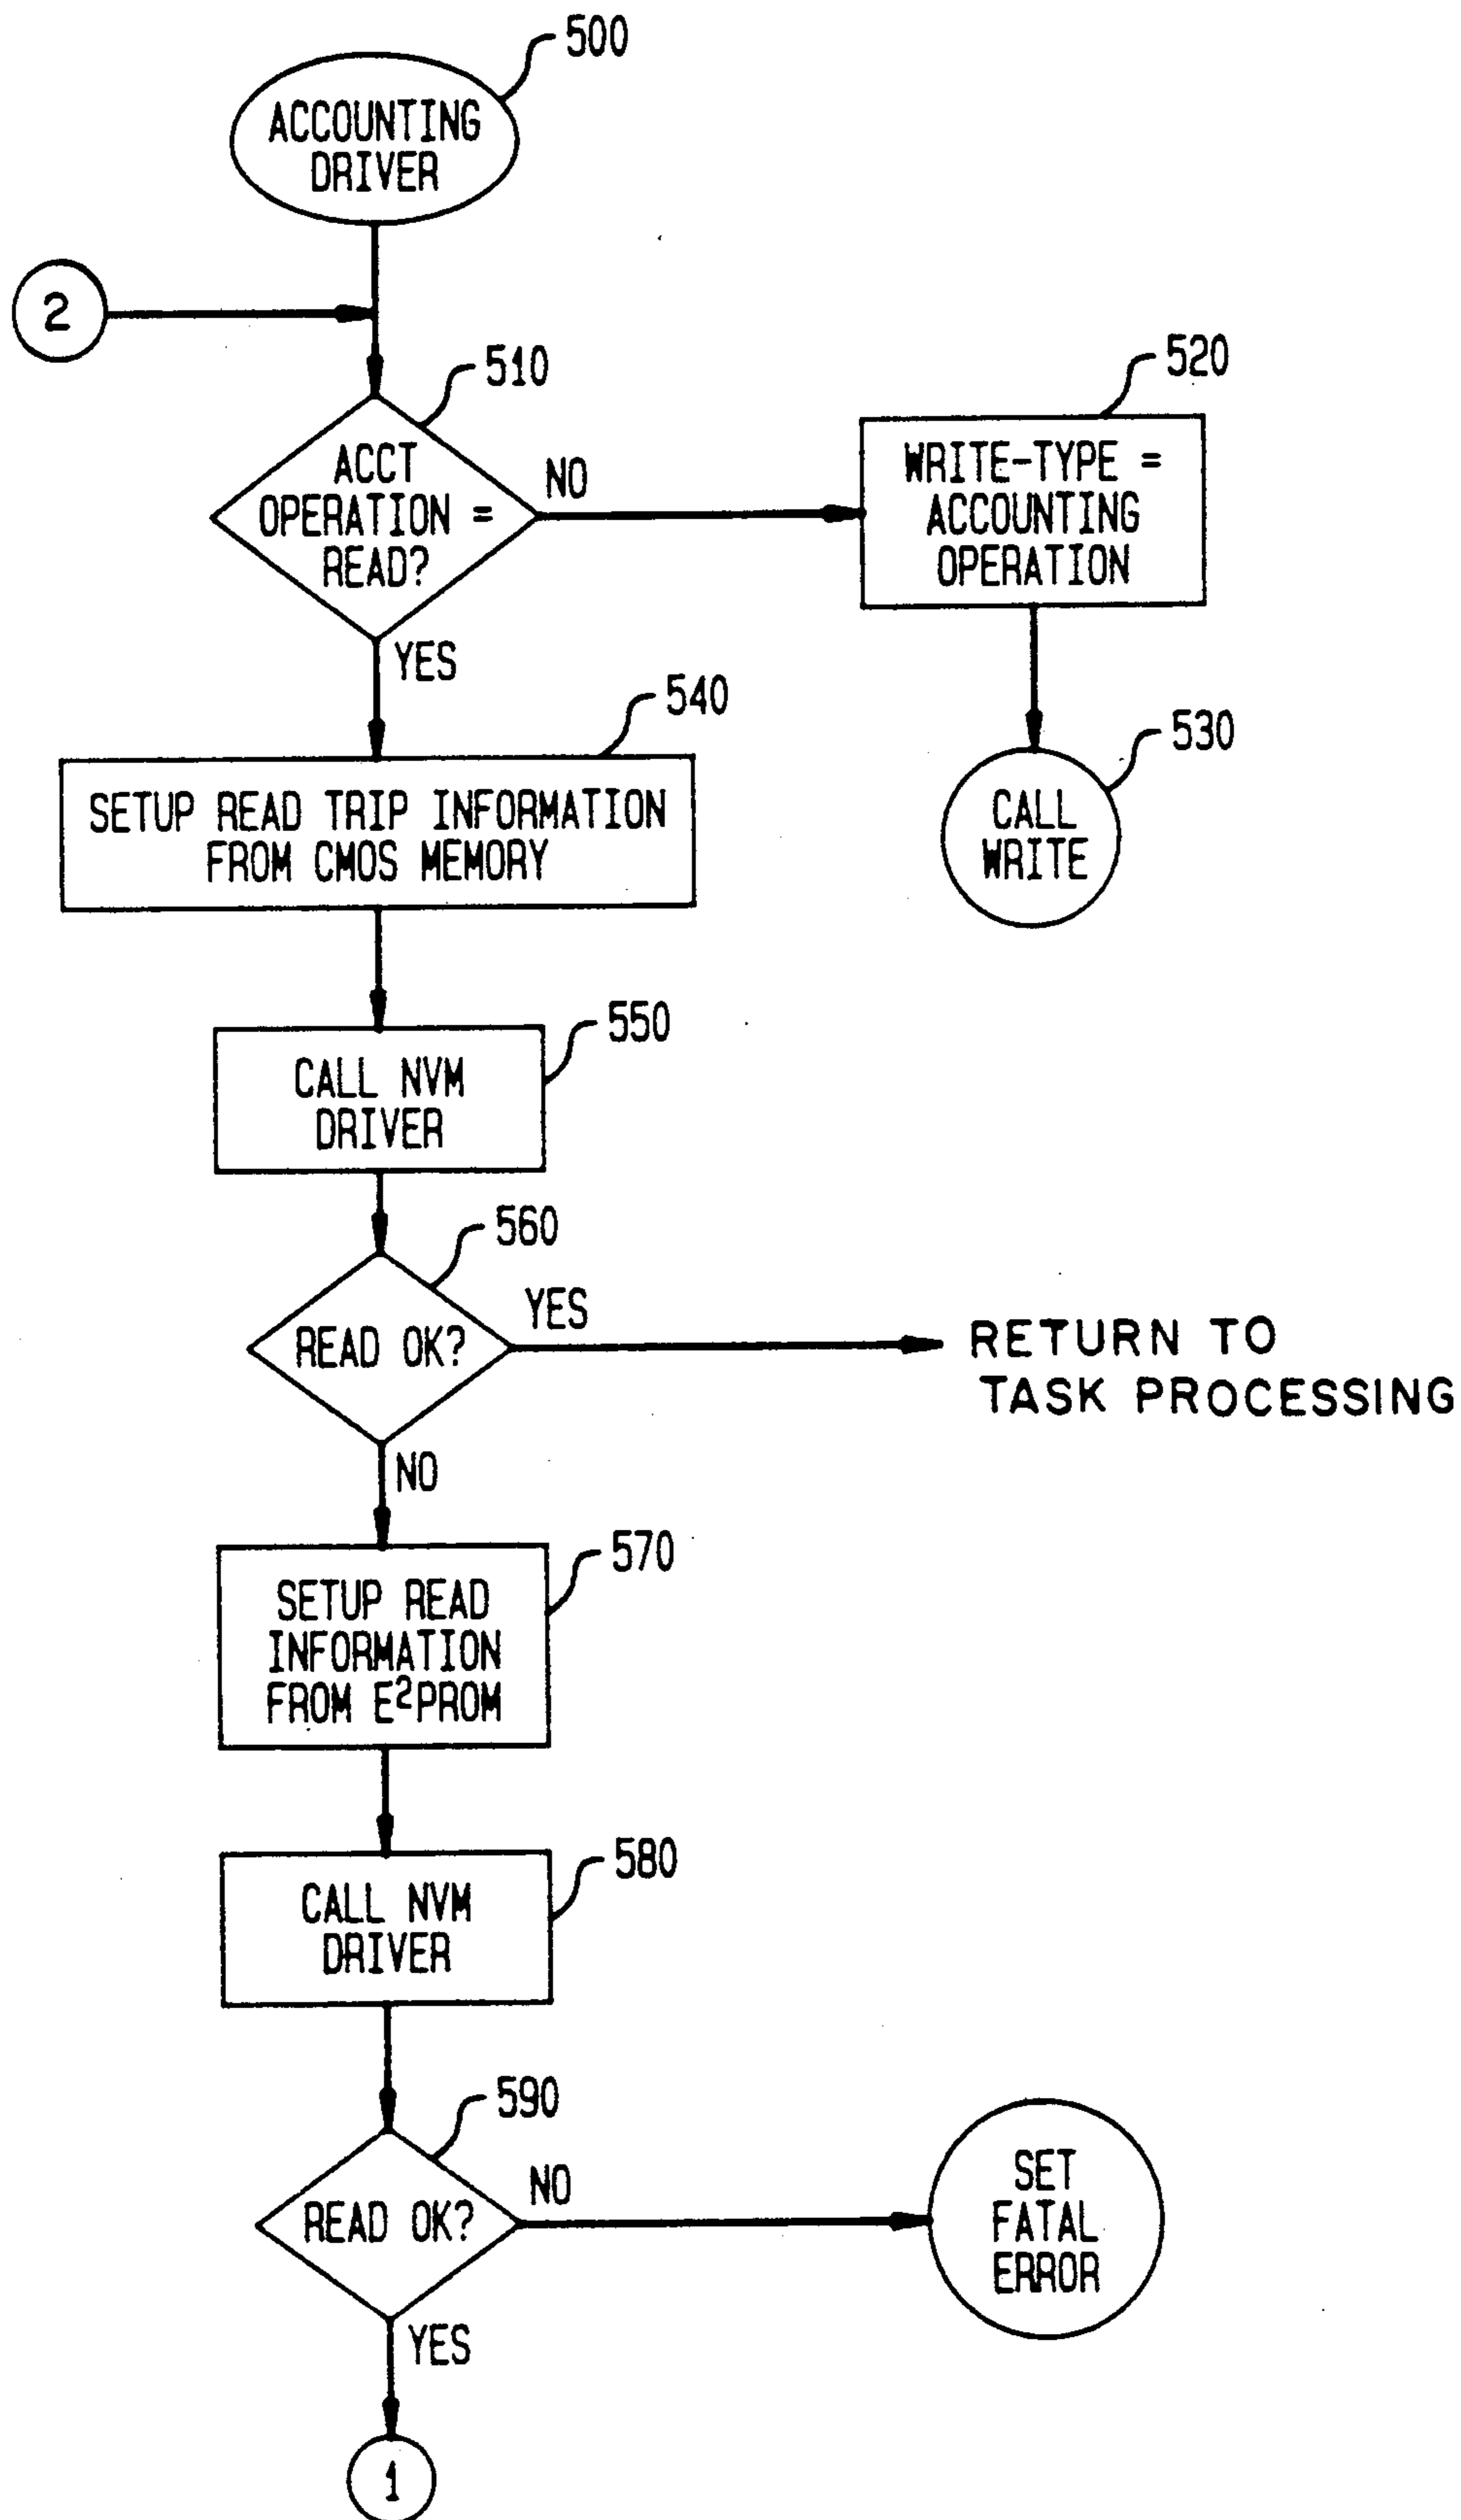 500
ACCOUNTING
DRIVER
2
510
ACCT
OPERATION =
READ?
NO
YES
520
WRITE-TYPE =
ACCOUNTING
OPERATION
530
CALL
WRITE
540
SETUP READ TRIP INFORMATION
FROM CMOS MEMORY
550
CALL NVM
DRIVER
560
READ OK?
YES
RETURN TO
TASK PROCESSING
NO
570
SETUP READ
INFORMATION
FROM E²PROM
580
CALL NVM
DRIVER
590
READ OK?
NO
SET
FATAL
ERROR
YES
1